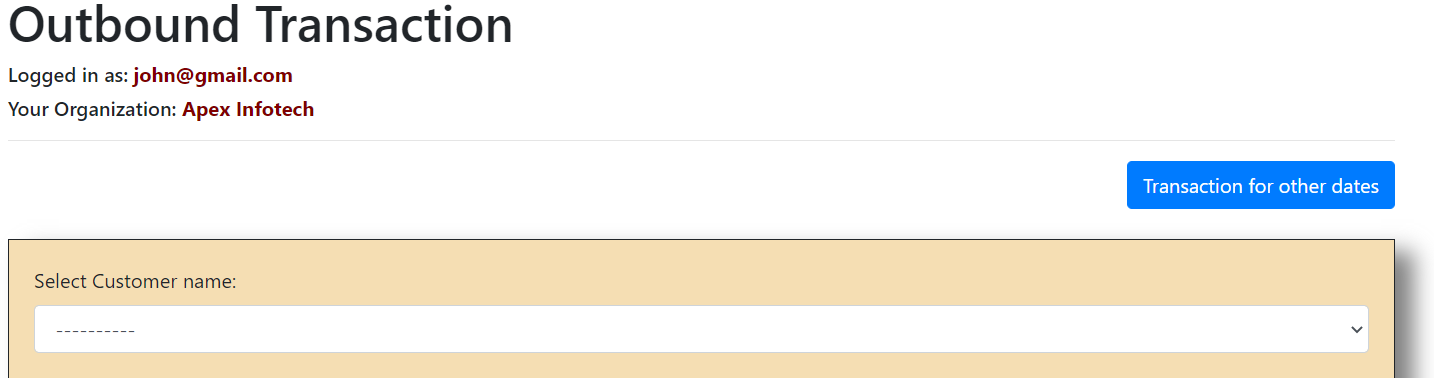 Outbound Transaction
Logged in as: john@gmail.com
Your Organization: Apex Infotech
Transaction for other dates
Select Customer name:
----------